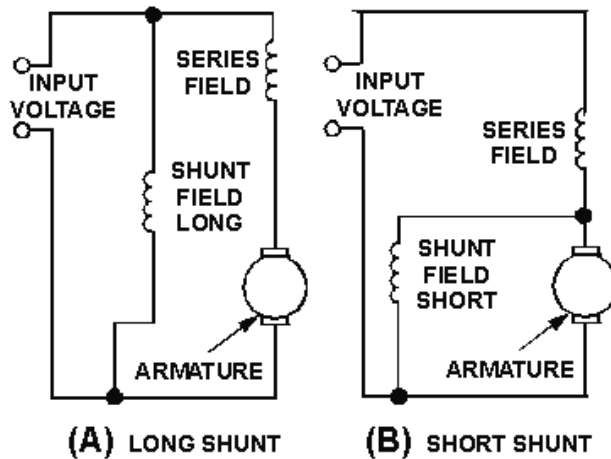 INPUT
VOLTAGE
SERIES
FIELD
SHUNT
FIELD
LONG
ARMATURE
(A) LONG SHUNT
INPUT
VOLTAGE
SERIES
FIELD
SHUNT
FIELD
SHORT
ARMATURE
(B) SHORT SHUNT